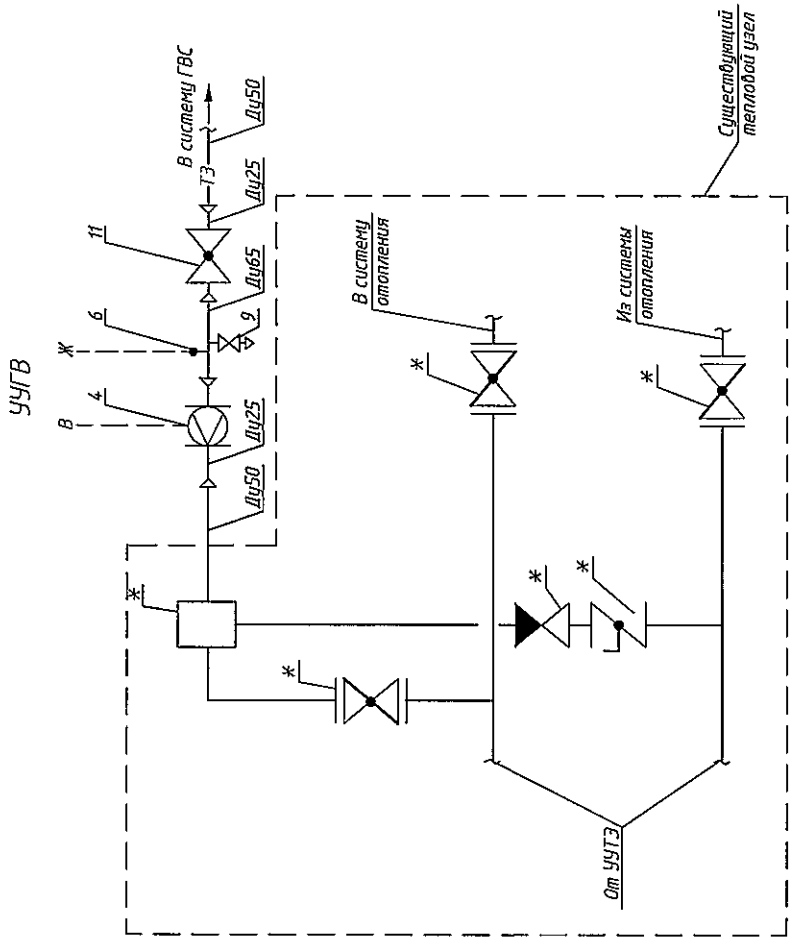 УУГВ
В
Ж
4
6
11
В систему ГВС
Т3
Ду50
Ду25
Ду65
9
Ду25
Ду50
*
*
*
*
В систему
отопления
*
Из системы
отопления
*
От УУТЭ
Существующий
тепловой узел